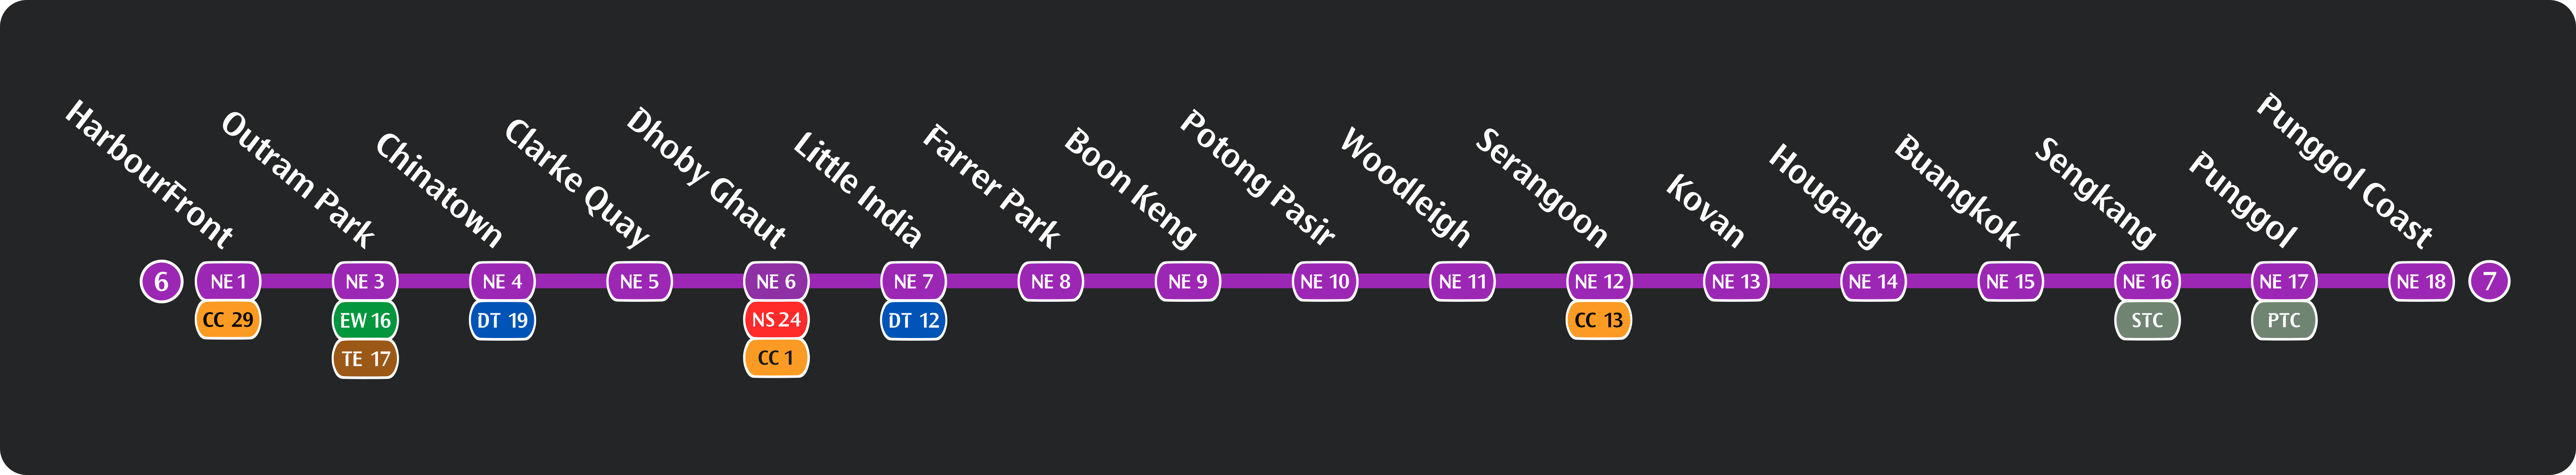 HarbourFront
Outram Park
Chinatown
Clarke Quay
Dhoby Ghaut
Little India
Farrer Park
Boon Keng
Potong Pasir
Woodleigh
Serangoon
Kovan
Hougang
Buangkok
Sengkang
Punggol
Punggol Coast
6 NE 1 NE 3 NE 4 NE 5 NE 6 NE 7 NE 8 NE 9 NE 10 NE 11 NE 12 NE 13 NE 14 NE 15 NE 16 NE 17 NE 18 7
CC 29 EW 16 DT 19 NS 24 DT 12 CC 13 STC PTC
TE 17 CC 1